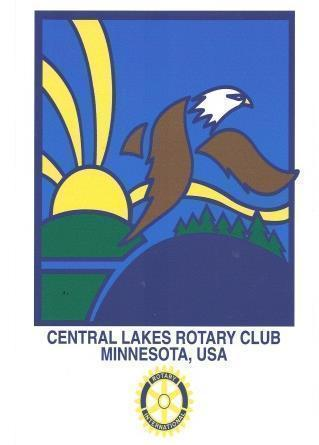 CENTRAL LAKES ROTARY CLUB
MINNESOTA, USA
ROTARY
INTERNATIONAL